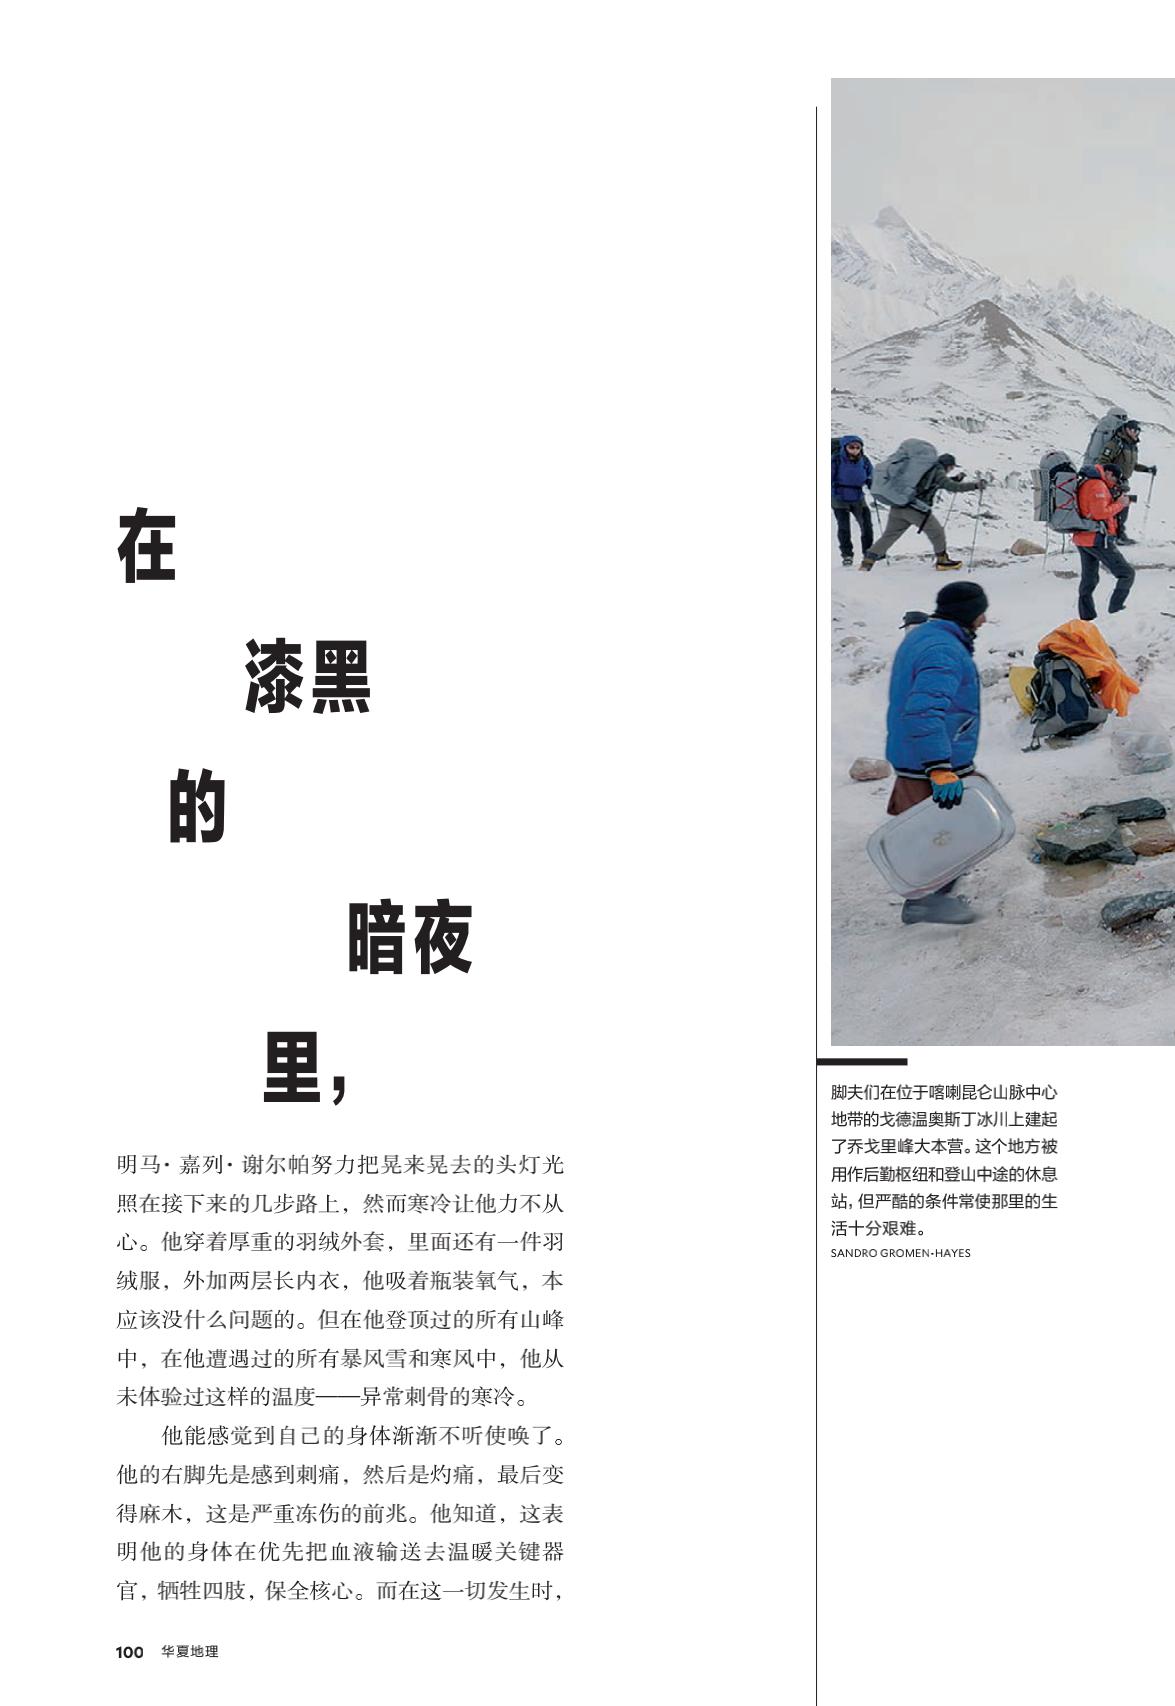 在
漆黑
的
暗夜
里，
明马·嘉列·谢尔帕努力把晃来晃去的头灯光
照在接下来的几步路上，然而寒冷让他力不从
心。他穿着厚重的羽绒外套，里面还有一件羽
绒服，外加两层长内衣，他吸着瓶装氧气，本
应该没什么问题的。但在他登顶过的所有山峰
中，在他遭遇过的所有暴风雪和寒风中，他从
未体验过这样的温度——异常刺骨的寒冷。
他能感觉到自己的身体渐渐不听使唤了。
他的右脚先是感到刺痛，然后是灼痛，最后变
得麻木，这是严重冻伤的前兆。他知道，这表
明他的身体在优先把血液输送去温暖关键器
官，牺牲四肢，保全核心。而在这一切发生时，
100 华夏地理
脚夫们在位于喀喇昆仑山脉中心
地带的戈德温奥斯丁冰川上建起
了乔戈里峰大本营。这个地方被
用作后勤枢纽和登山中途的休息
站，但严酷的条件常使那里的生
活十分艰难。
SANDRO GROMEN-HAYES